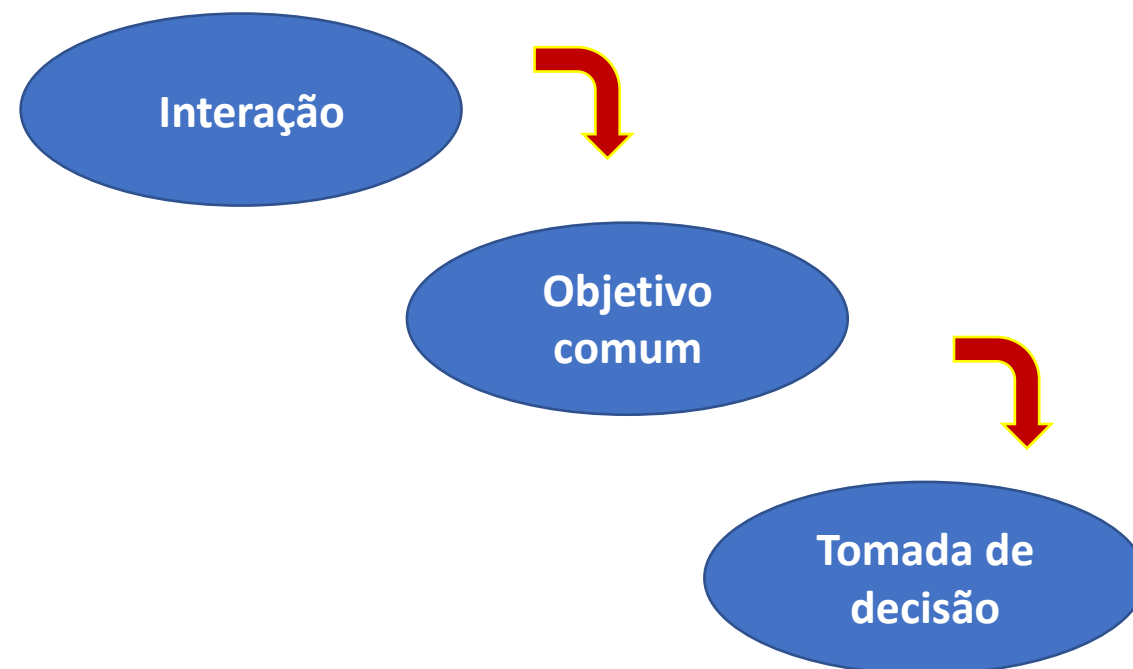 Interação
Objetivo
comum
Tomada de
decisão